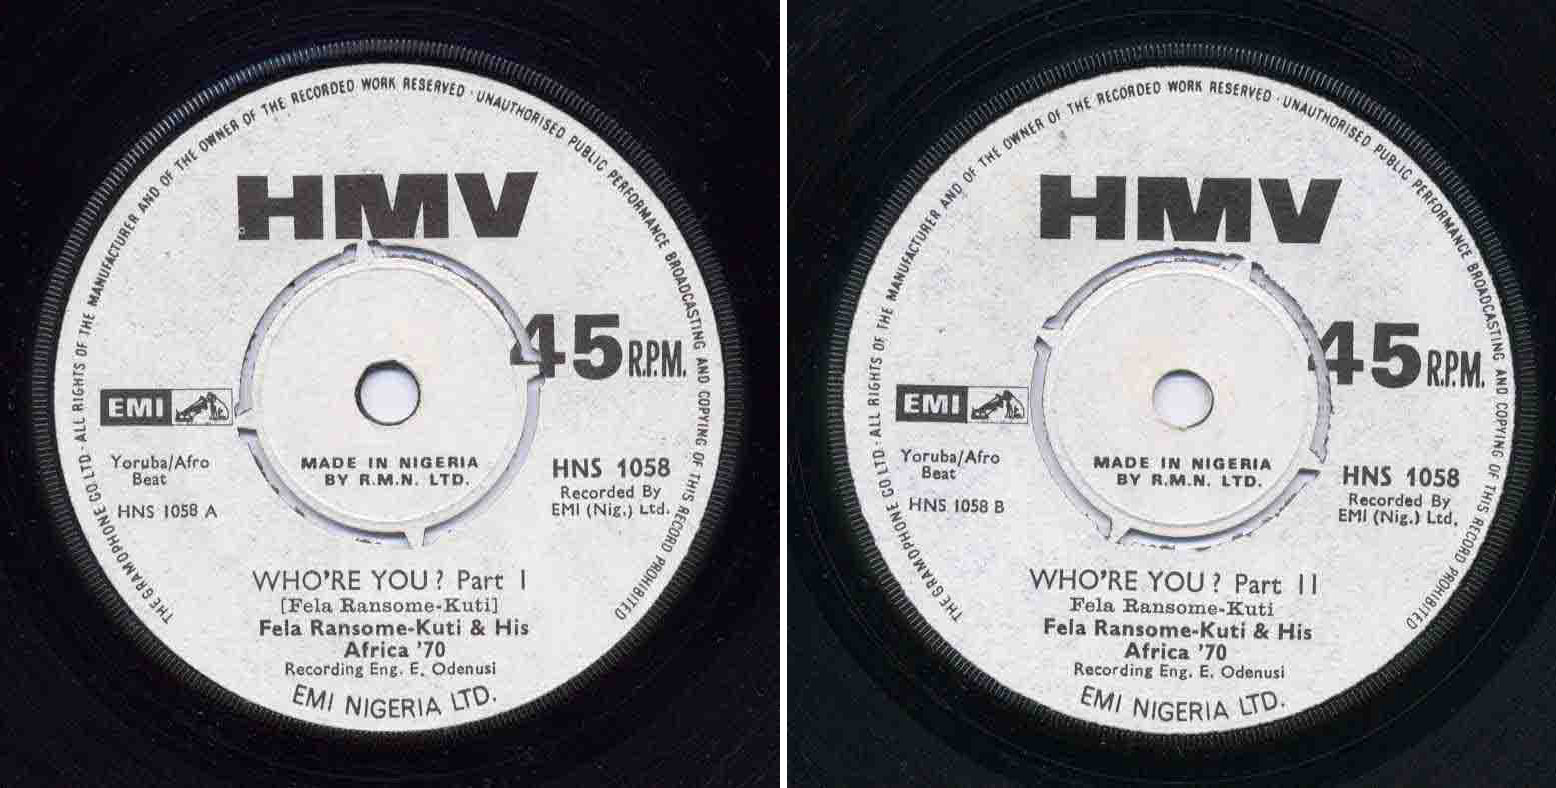 THE GRAMOPHONE CO LTD · ALL RIGHTS OF THE MANUFACTURER AND OF THE OWNER OF THE RECORDED WORK RESERVED · UNAUTHORISED PUBLIC PERFORMANCE BROADCASTING AND COPYING OF THIS RECORD PROHIBITED
HMV
45 R.P.M.
EMI
Yoruba/Afro
Beat
HNS 1058 A
MADE IN NIGERIA
BY R.M.N. LTD.
HNS 1058
Recorded By
EMI (Nig.) Ltd.
WHO'RE YOU? Part I
[Fela Ransome-Kuti]
Fela Ransome-Kuti & His
Africa '70
Recording Eng. E. Odenusi
EMI NIGERIA LTD.
THE GRAMOPHONE CO LTD · ALL RIGHTS OF THE MANUFACTURER AND OF THE OWNER OF THE RECORDED WORK RESERVED · UNAUTHORISED PUBLIC PERFORMANCE BROADCASTING AND COPYING OF THIS RECORD PROHIBITED
HMV
45 R.P.M.
EMI
Yoruba/Afro
Beat
HNS 1058 B
MADE IN NIGERIA
BY R.M.N. LTD.
HNS 1058
Recorded By
EMI (Nig.) Ltd.
WHO'RE YOU? Part II
Fela Ransome-Kuti
Fela Ransome-Kuti & His
Africa '70
Recording Eng. E. Odenusi
EMI NIGERIA LTD.